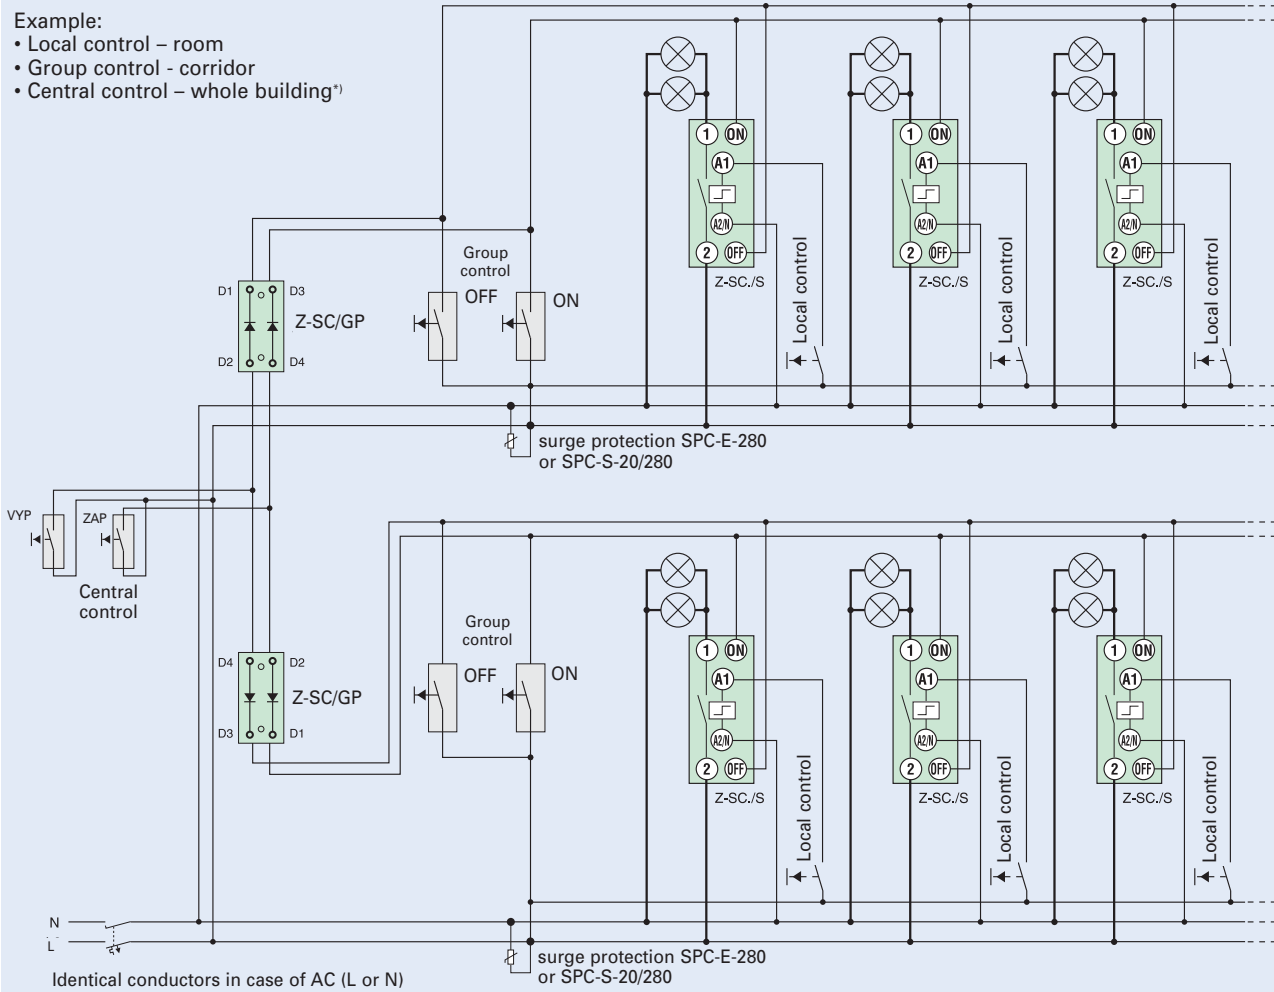 Example:
• Local control – room
• Group control - corridor
• Central control – whole building*)
1 ON
A1
A2/N
2 OFF
Z-SC./S
Local control
1 ON
A1
A2/N
2 OFF
Z-SC./S
Local control
1 ON
A1
A2/N
2 OFF
Z-SC./S
Local control
Group
control
OFF
ON
D1
D3
Z-SC/GP
D2
D4
surge protection SPC-E-280
or SPC-S-20/280
VYP
ZAP
Central
control
1 ON
A1
A2/N
2 OFF
Z-SC./S
Local control
1 ON
A1
A2/N
2 OFF
Z-SC./S
Local control
1 ON
A1
A2/N
2 OFF
Z-SC./S
Local control
Group
control
OFF
ON
D4
D2
Z-SC/GP
D3
D1
N
L
surge protection SPC-E-280
or SPC-S-20/280
Identical conductors in case of AC (L or N)